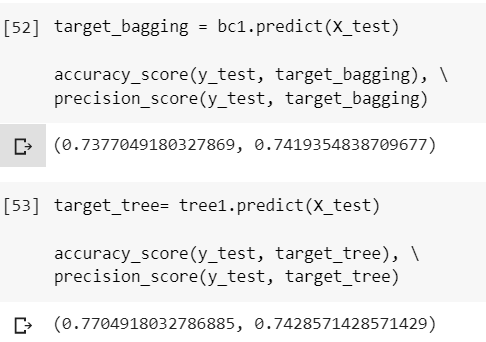 [52] target_bagging = bc1.predict(X_test)
accuracy_score(y_test, target_bagging), \
precision_score(y_test, target_bagging)
(0.7377049180327869, 0.7419354838709677)
[53] target_tree= tree1.predict(X_test)
accuracy_score(y_test, target_tree), \
precision_score(y_test, target_tree)
(0.7704918032786885, 0.7428571428571429)